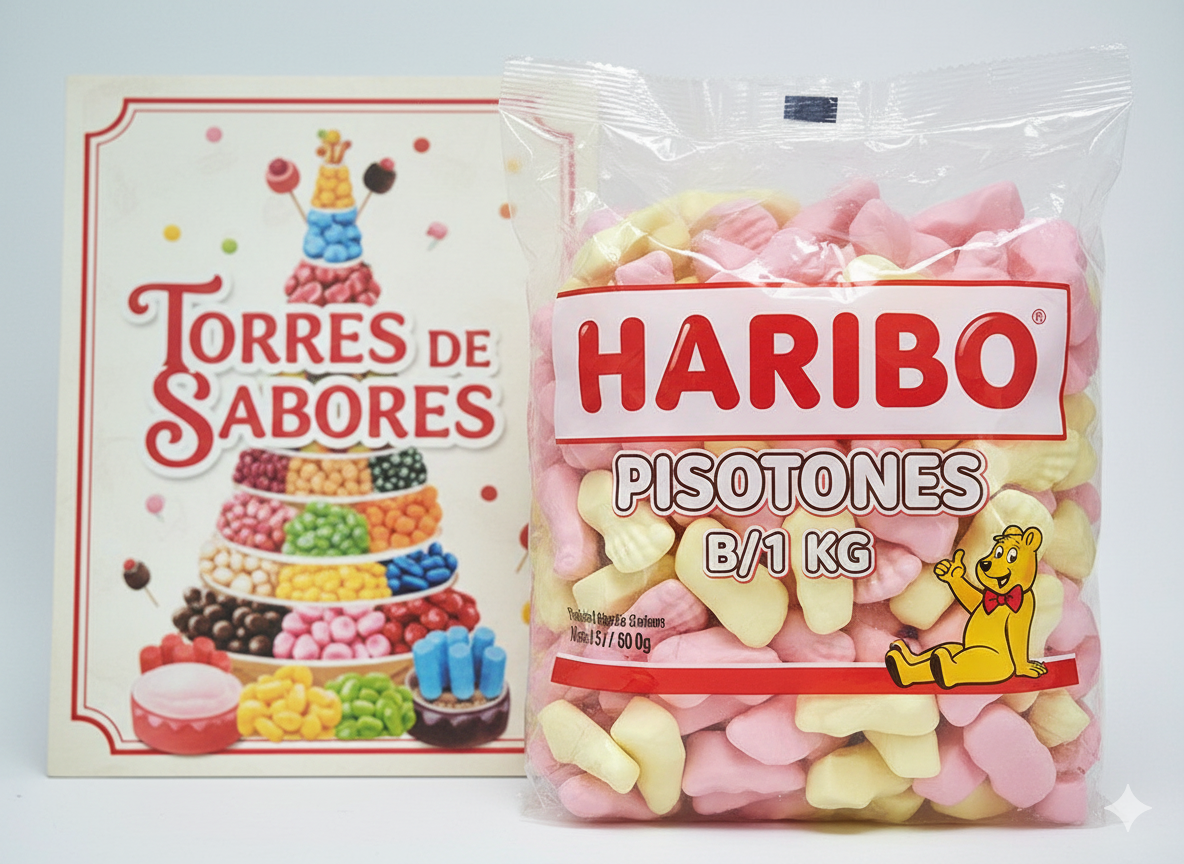 TORRES DE
SABORES
HARIBO®
PISOTONES
B/1 KG